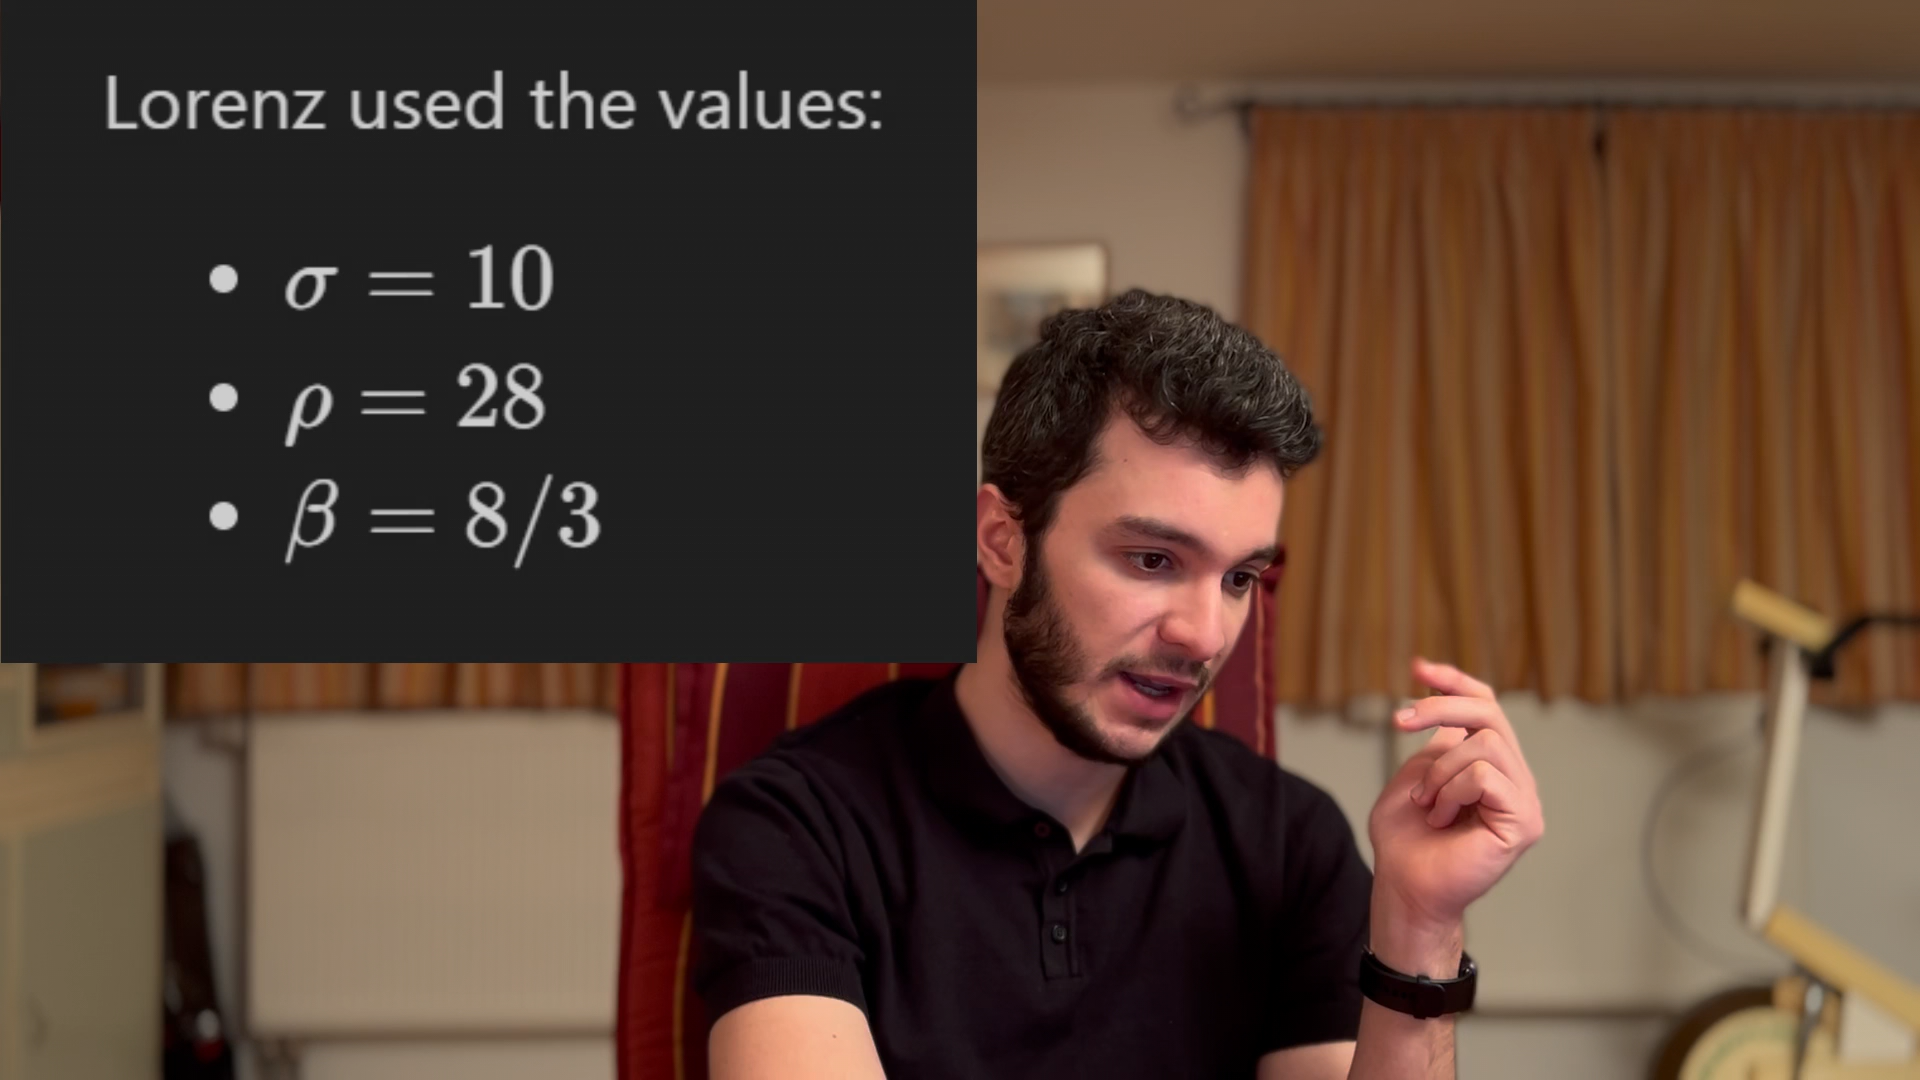 Lorenz used the values:
• σ = 10
• ρ = 28
• β = 8/3